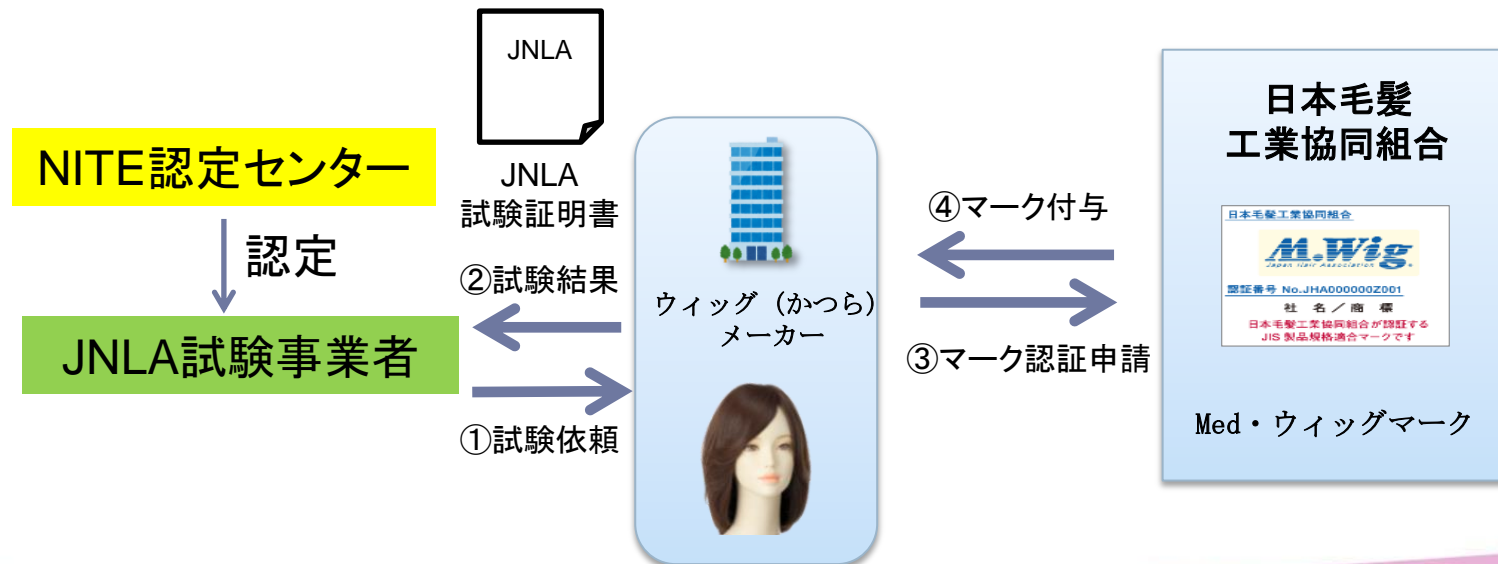 JNLA
JNLA
試験証明書
NITE認定センター
認定
JNLA試験事業者
②試験結果
①試験依頼
ウィッグ（かつら）
メーカー
④マーク付与
③マーク認証申請
日本毛髪
工業協同組合
日本毛髪工業協同組合
M.Wig
Japan Hair Association
認証番号 No.JHA000000Z001
社 名／商 標
日本毛髪工業協同組合が認証する
JIS 製品規格適合マークです
Med・ウィッグマーク